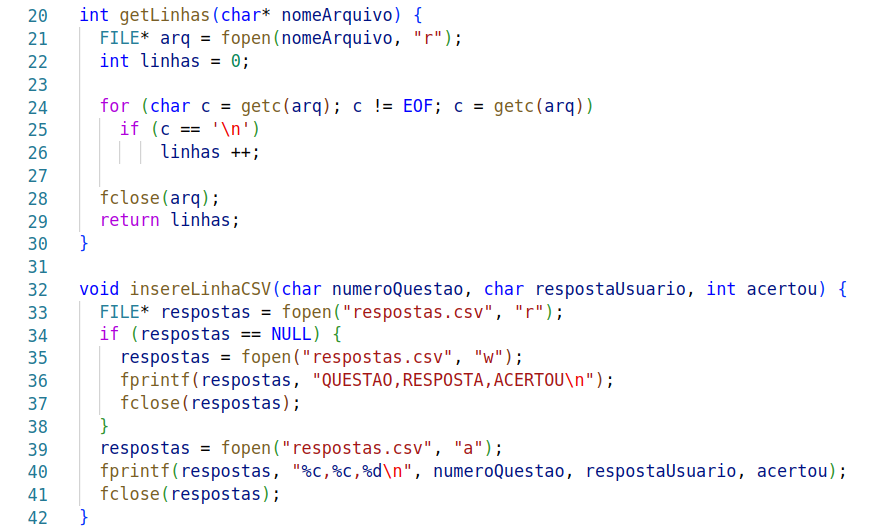 20 int getLinhas(char* nomeArquivo) {
21   FILE* arq = fopen(nomeArquivo, "r");
22   int linhas = 0;
23
24   for (char c = getc(arq); c != EOF; c = getc(arq))
25     if (c == '\n')
26         linhas ++;
27
28   fclose(arq);
29   return linhas;
30 }
31
32 void insereLinhaCSV(char numeroQuestao, char respostaUsuario, int acertou) {
33   FILE* respostas = fopen("respostas.csv", "r");
34   if (respostas == NULL) {
35     respostas = fopen("respostas.csv", "w");
36     fprintf(respostas, "QUESTAO,RESPOSTA,ACERTOU\n");
37     fclose(respostas);
38   }
39   respostas = fopen("respostas.csv", "a");
40   fprintf(respostas, "%c,%c,%d\n", numeroQuestao, respostaUsuario, acertou);
41   fclose(respostas);
42 }